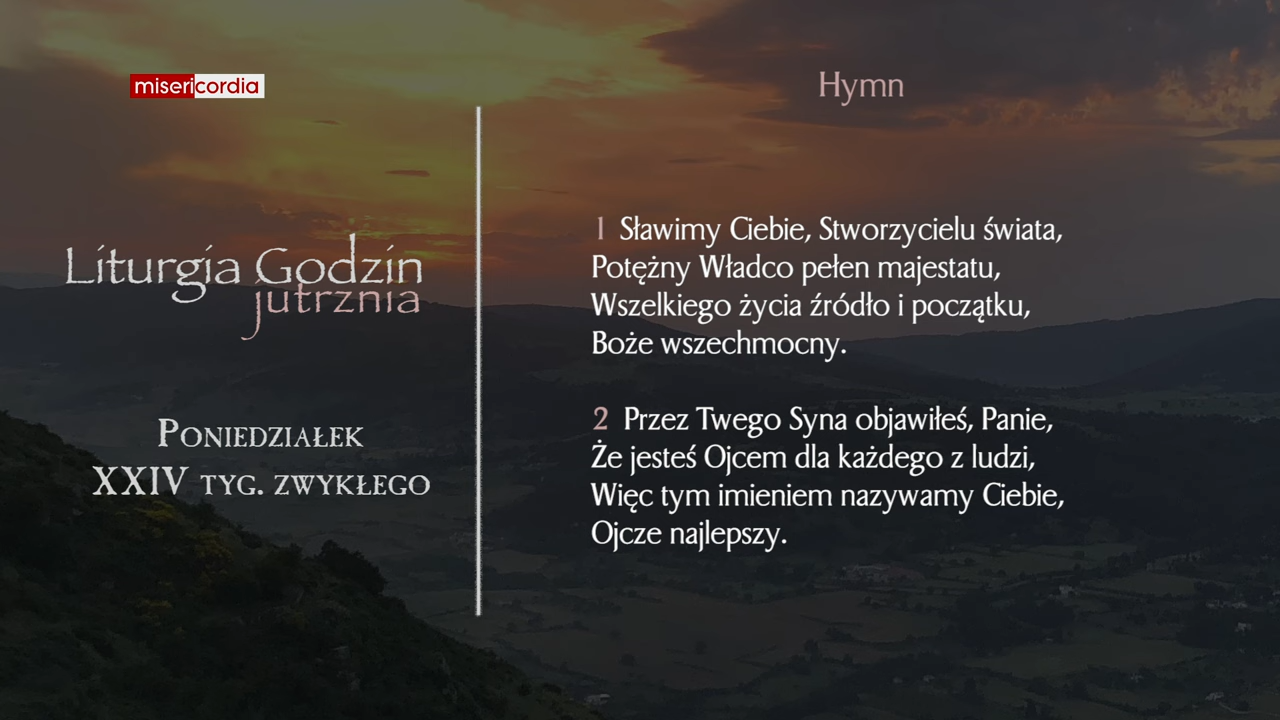 misericordia
Liturgia Godzin
jutrznia
Poniedziałek
XXIV tyg. zwykłego
Hymn
1 Sławimy Ciebie, Stworzycielu świata,
Potężny Władco pełen majestatu,
Wszelkiego życia źródło i początku,
Boże wszechmocny.
2 Przez Twego Syna objawiłeś, Panie,
Że jesteś Ojcem dla każdego z ludzi,
Więc tym imieniem nazywamy Ciebie,
Ojcze najlepszy.